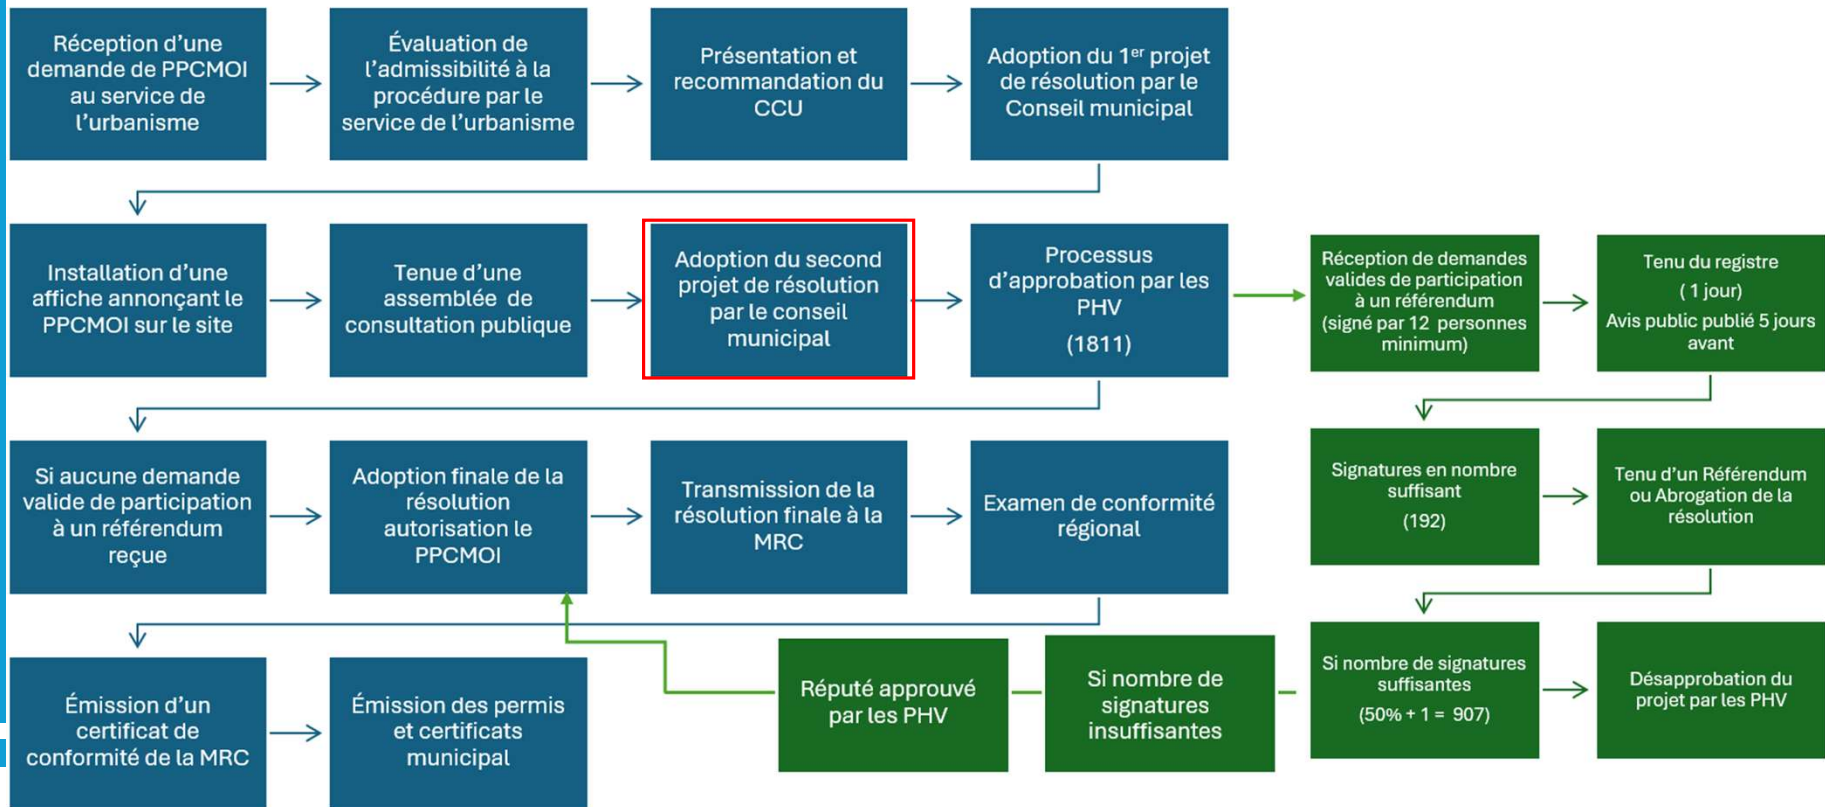 Réception d’une
demande de PPCMOI
au service de
l’urbanisme
Évaluation de
l’admissibilité à la
procédure par le
service de l’urbanisme
Présentation et
recommandation du
CCU
Adoption du 1er projet
de résolution par le
Conseil municipal
Installation d’une
affiche annonçant le
PPCMOI sur le site
Tenue d’une
assemblée de
consultation publique
Adoption du second
projet de résolution
par le conseil
municipal
Processus
d’approbation par les
PHV
(1811)
Réception de demandes
valides de participation
à un référendum
(signé par 12 personnes
minimum)
Tenu du registre
( 1 jour)
Avis public publié 5 jours
avant
Si aucune demande
valide de participation
à un référendum
reçue
Adoption finale de la
résolution
autorisation le
PPCMOI
Transmission de la
résolution finale à la
MRC
Examen de conformité
régional
Signatures en nombre
suffisant
(192)
Tenu d’un Référendum
ou Abrogation de la
résolution
Émission d’un
certificat de
conformité de la MRC
Émission des permis
et certificats
municipal
Réputé approuvé
par les PHV
Si nombre de
signatures
insuffisantes
Si nombre de signatures
suffisantes
(50% + 1 = 907)
Désapprobation du
projet par les PHV